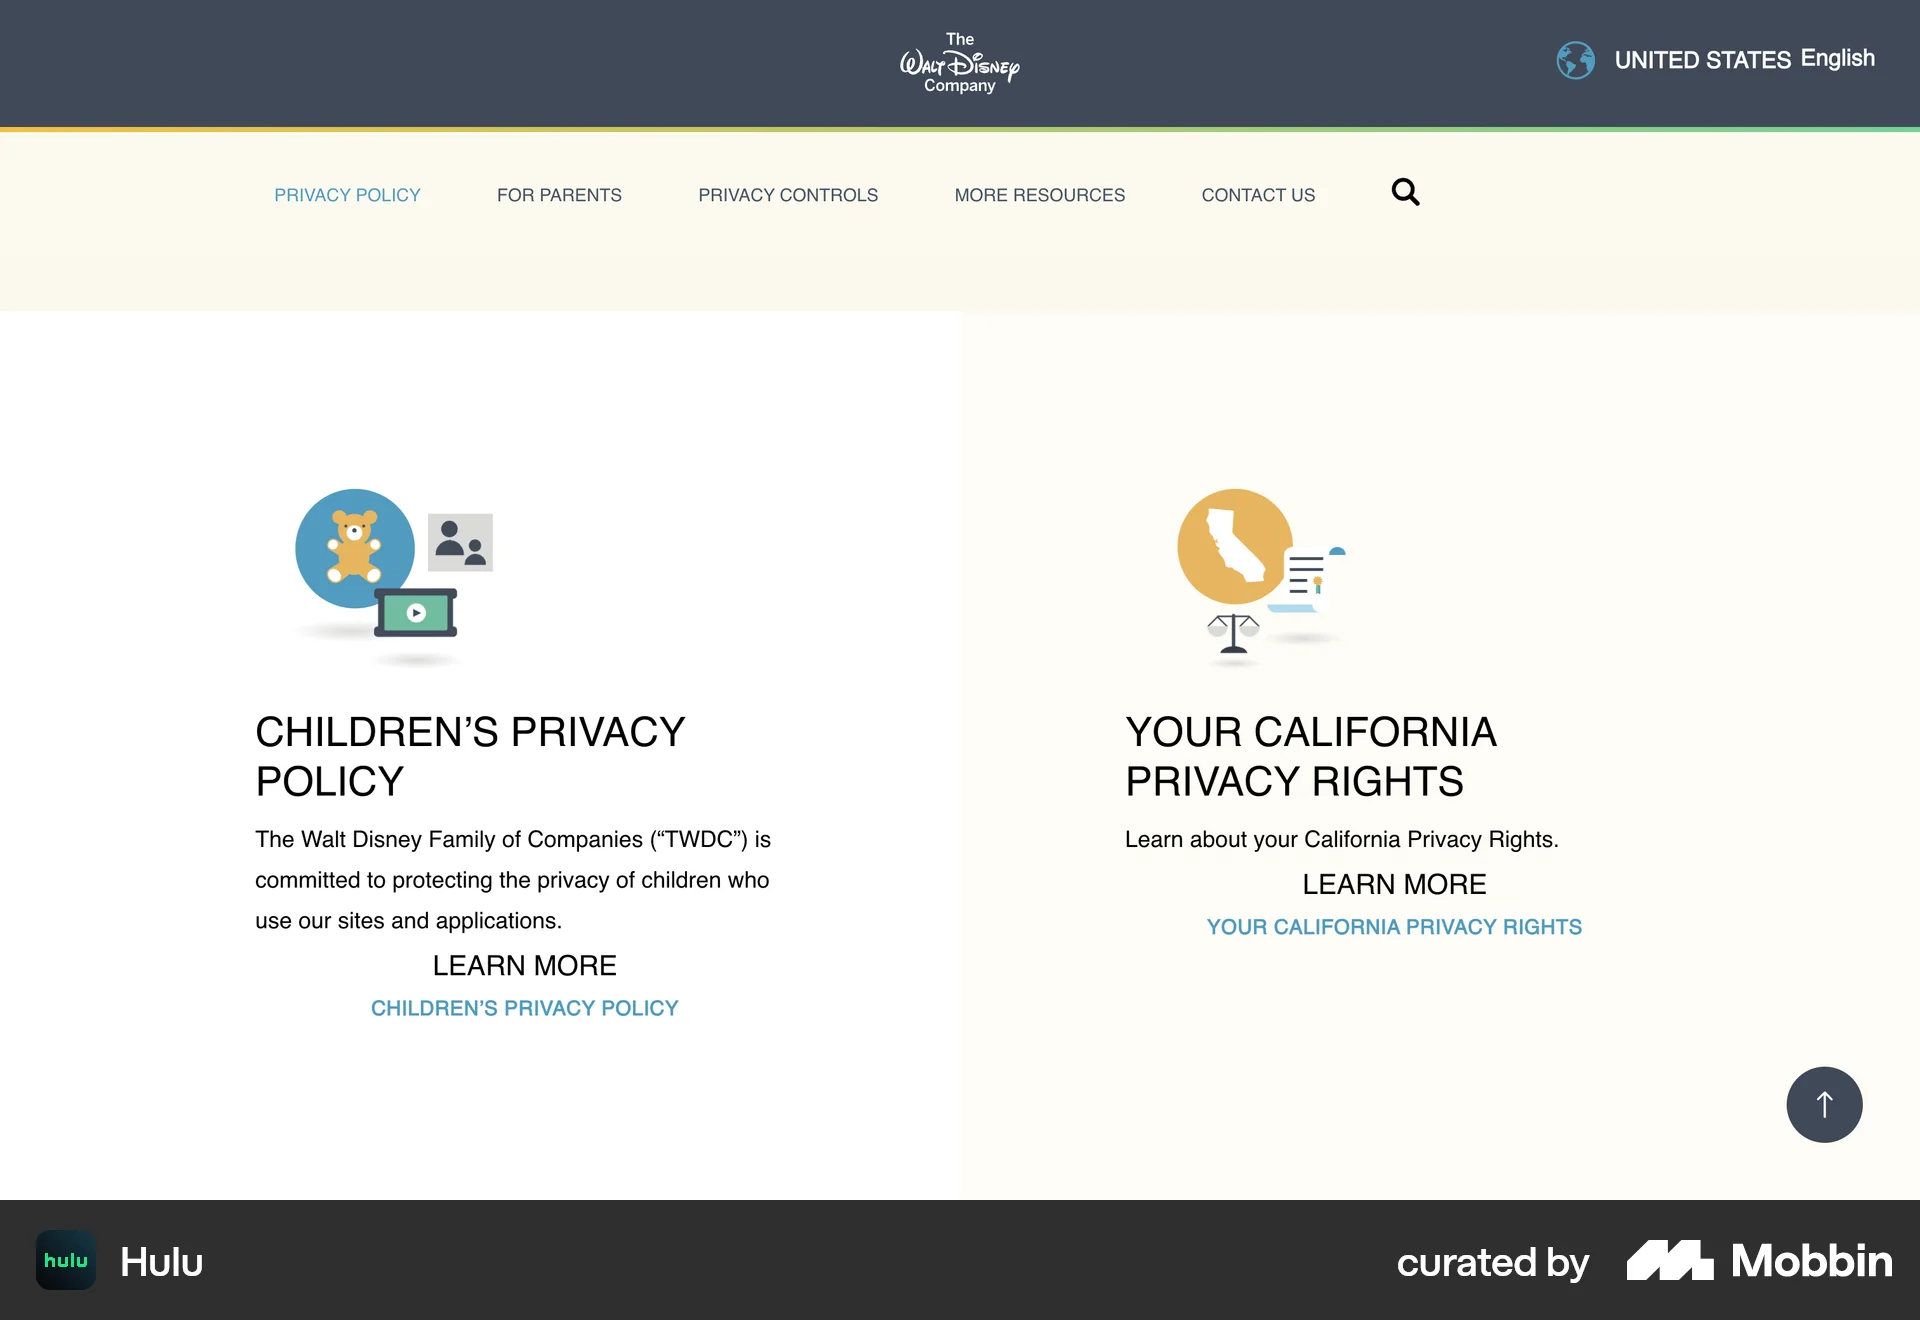 The
WALT DISNEY
Company
UNITED STATES English
PRIVACY POLICY
FOR PARENTS
PRIVACY CONTROLS
MORE RESOURCES
CONTACT US
CHILDREN’S PRIVACY
POLICY
The Walt Disney Family of Companies (“TWDC”) is
committed to protecting the privacy of children who
use our sites and applications.
LEARN MORE
CHILDREN’S PRIVACY POLICY
YOUR CALIFORNIA
PRIVACY RIGHTS
Learn about your California Privacy Rights.
LEARN MORE
YOUR CALIFORNIA PRIVACY RIGHTS
hulu
Hulu
curated by
Mobbin